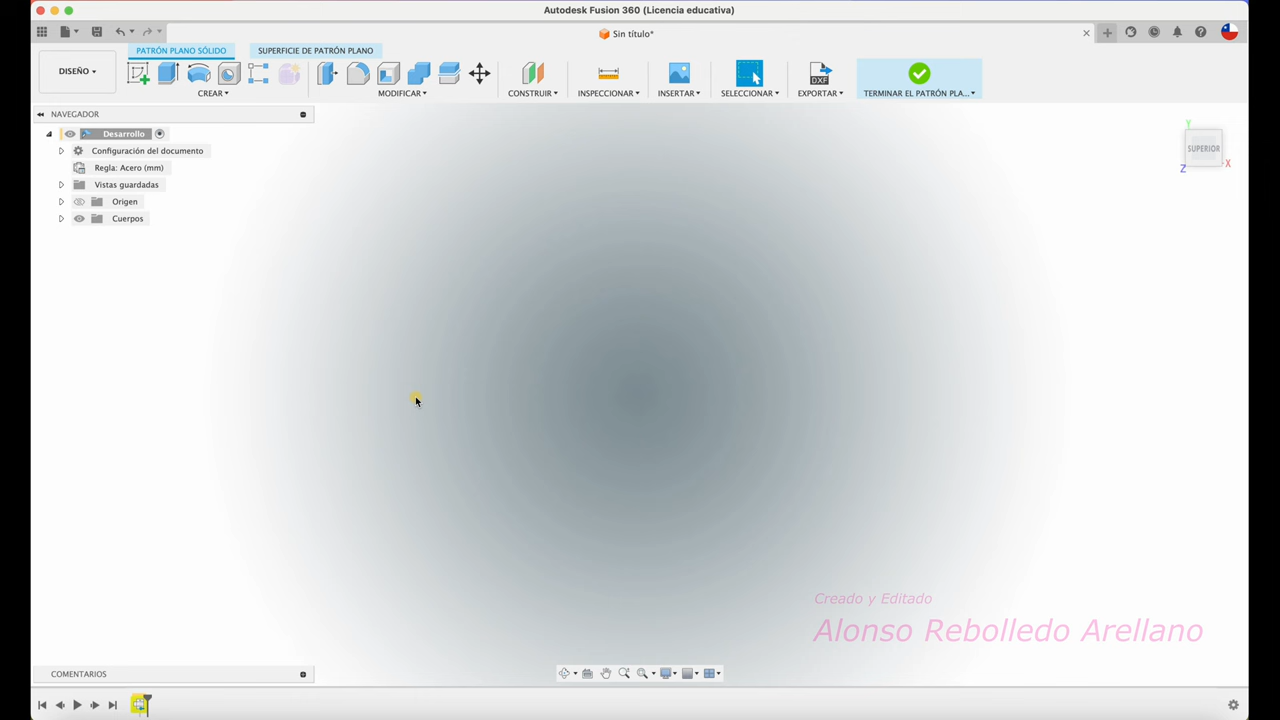 Autodesk Fusion 360 (Licencia educativa)
Sin título*
PATRÓN PLANO SÓLIDO
SUPERFICIE DE PATRÓN PLANO
DISEÑO
CREAR
MODIFICAR
CONSTRUIR
INSPECCIONAR
INSERTAR
SELECCIONAR
DXF
EXPORTAR
TERMINAR EL PATRÓN PLA...
NAVEGADOR
Desarrollo
Configuración del documento
Regla: Acero (mm)
Vistas guardadas
Origen
Cuerpos
Y
SUPERIOR
X
Z
Creado y Editado
Alonso Rebolledo Arellano
COMENTARIOS